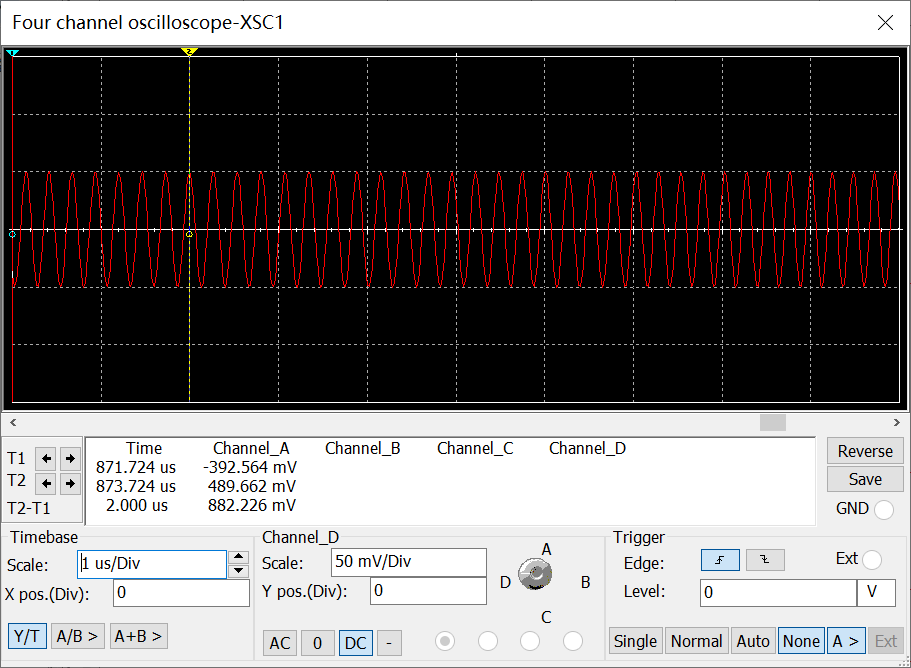 Four channel oscilloscope-XSC1
1
2
Time Channel_A Channel_B Channel_C Channel_D
T1 871.724 us -392.564 mV
T2 873.724 us 489.662 mV
T2-T1 2.000 us 882.226 mV
Reverse
Save
GND
Timebase
Scale: 1 us/Div
X pos.(Div): 0
Y/T A/B > A+B >
Channel_D
Scale: 50 mV/Div
Y pos.(Div): 0
AC 0 DC -
A
D B
C
Trigger
Edge: Ext
Level: 0 V
Single Normal Auto None A > Ext